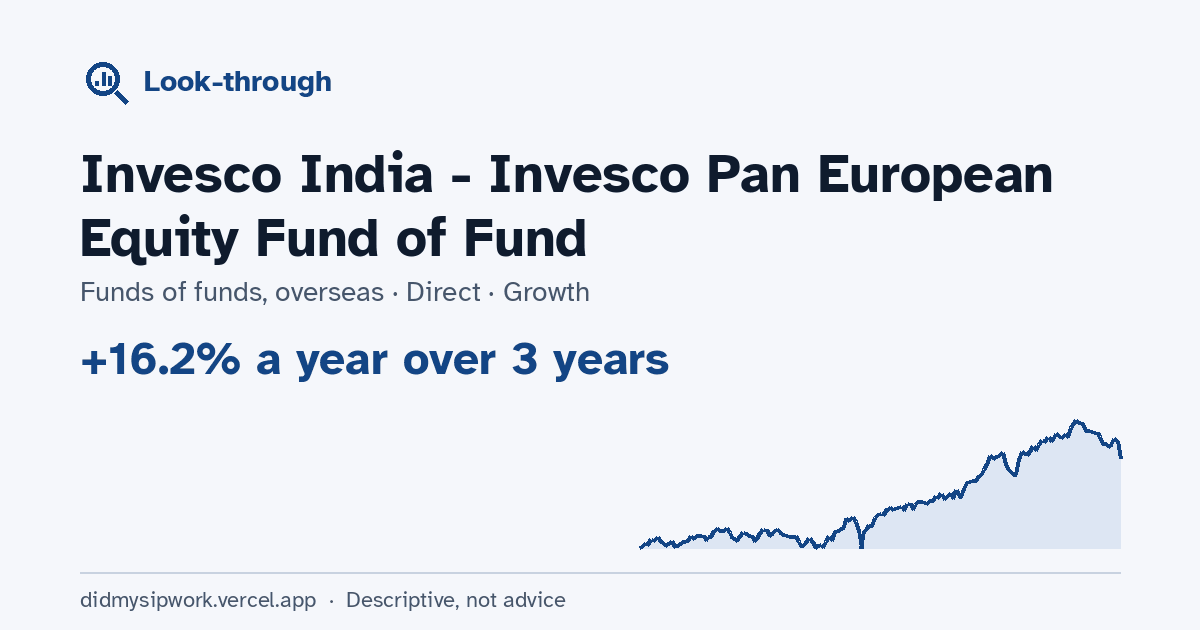 Look-through
Invesco India - Invesco Pan European
Equity Fund of Fund
Funds of funds, overseas · Direct · Growth
+16.2% a year over 3 years
didmysipwork.vercel.app · Descriptive, not advice